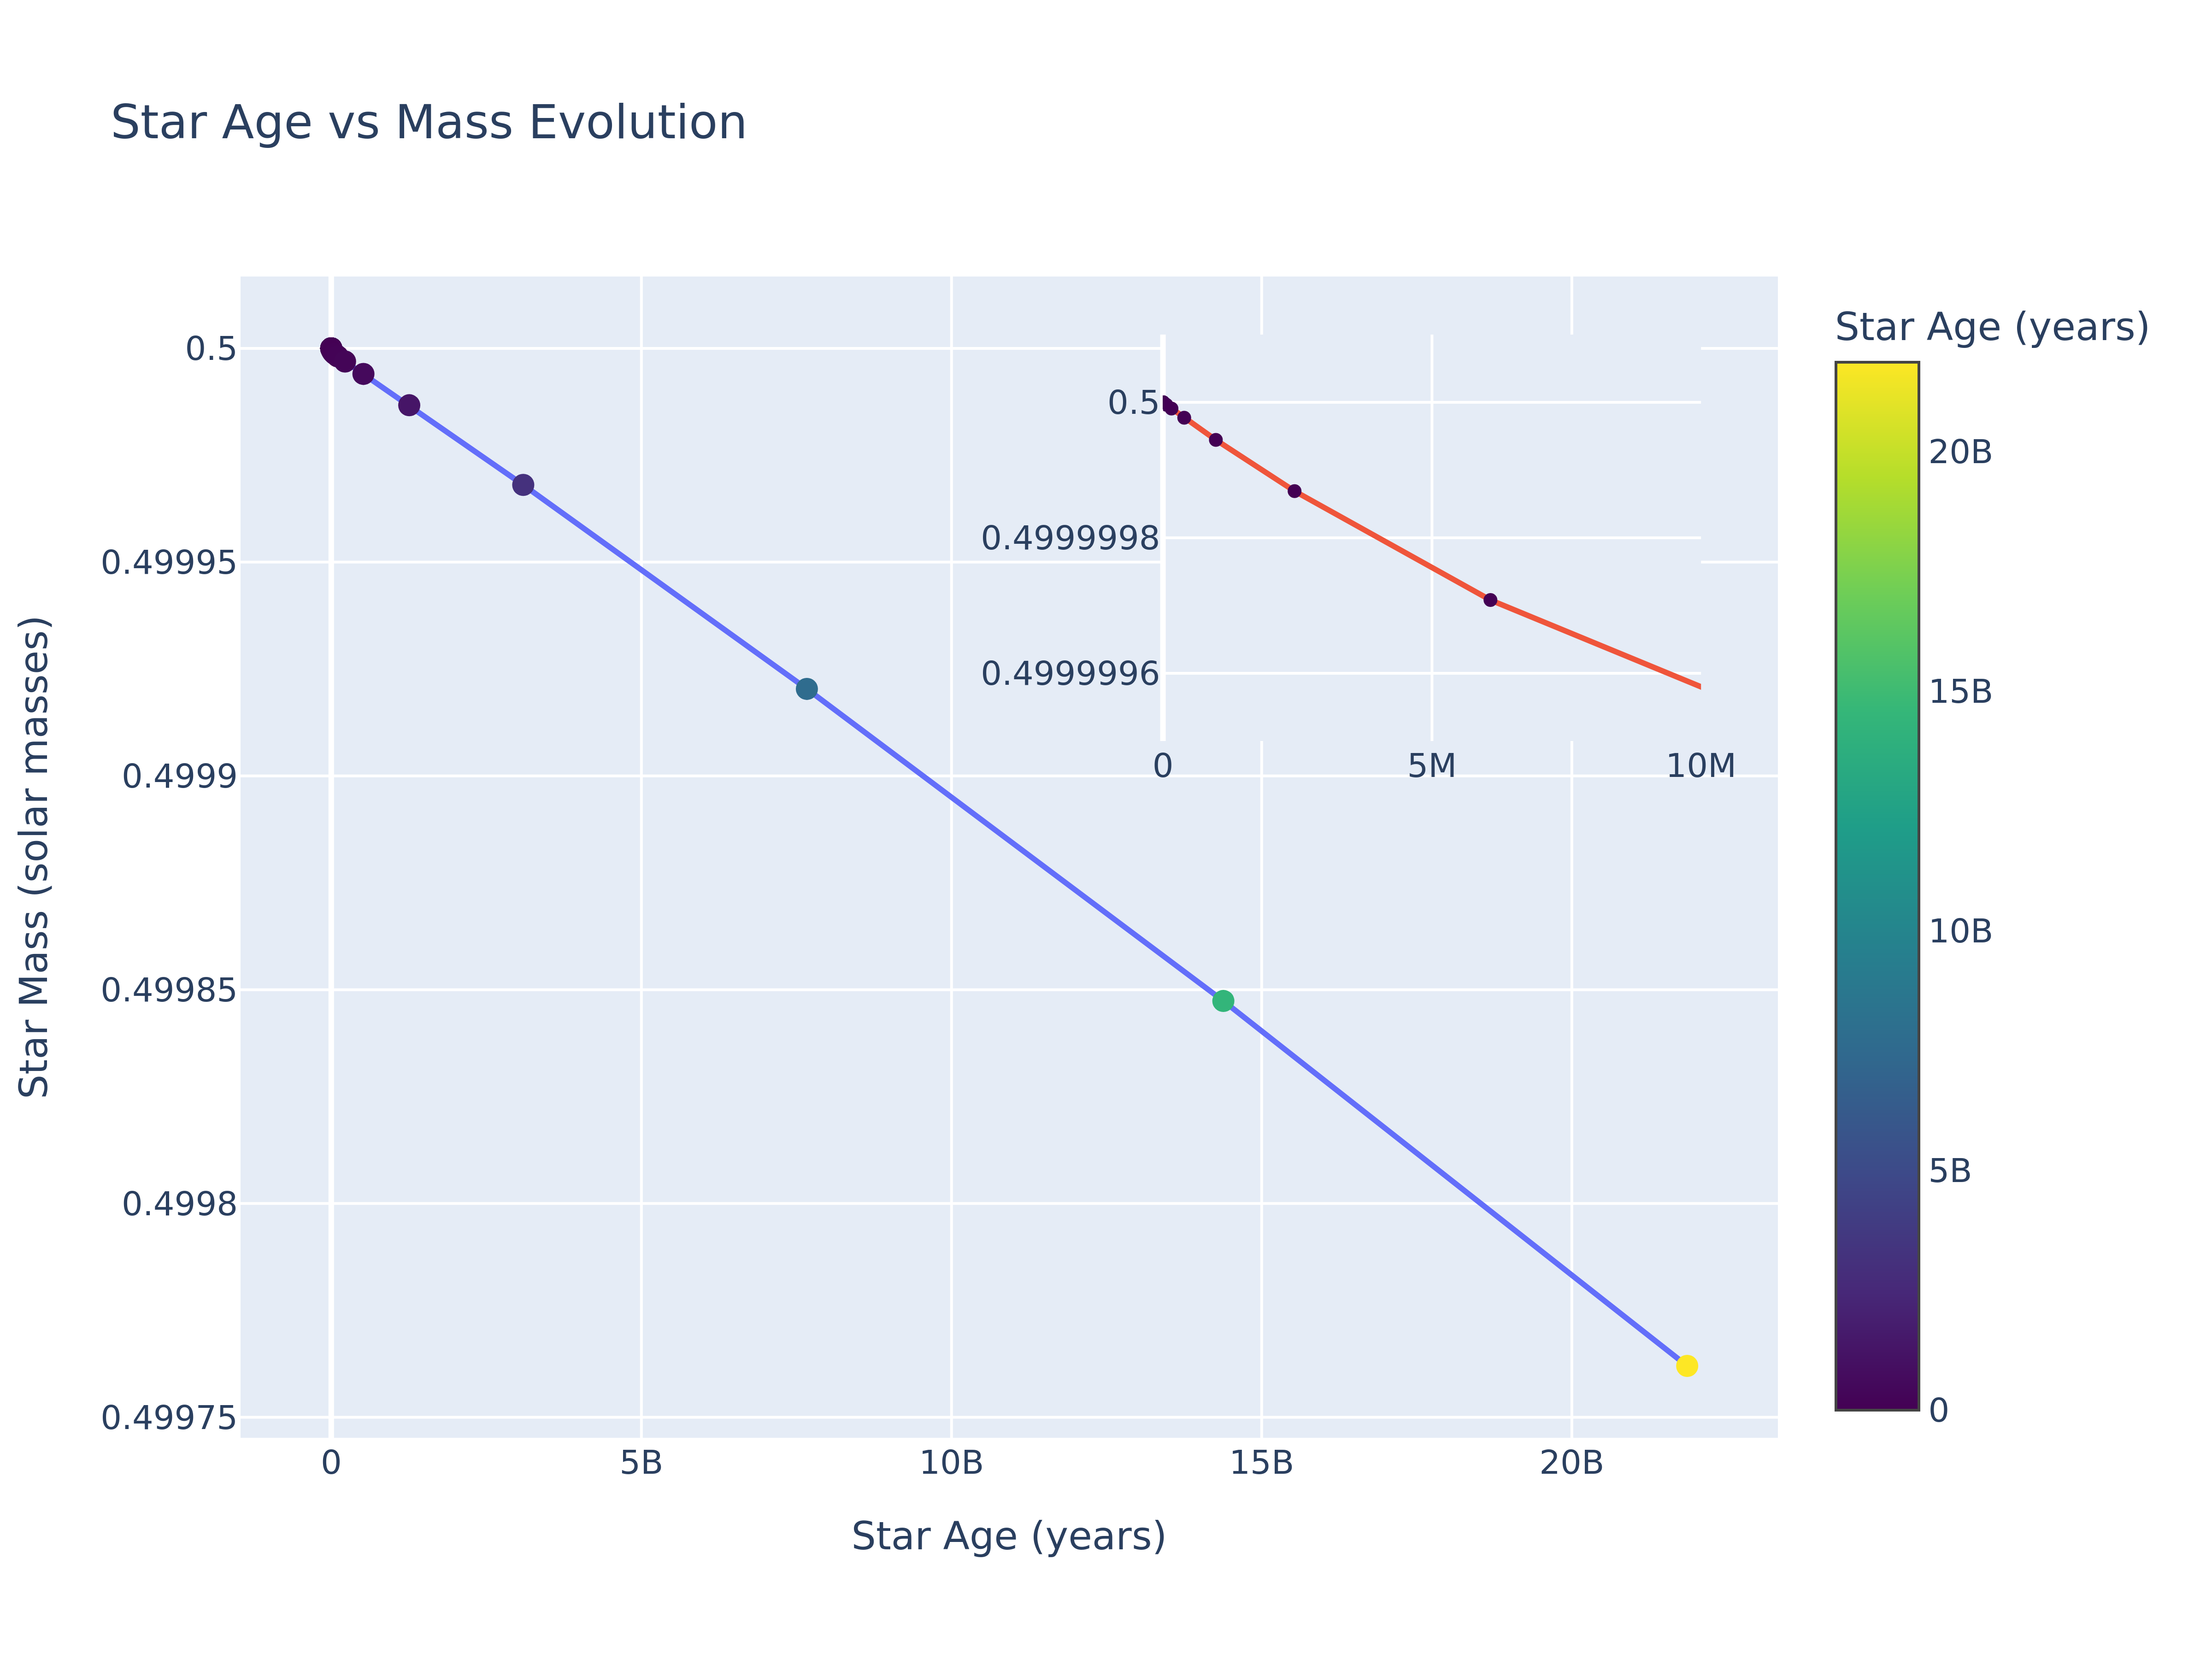 Star Age vs Mass Evolution
Star Mass (solar masses)
0.5
0.49995
0.4999
0.49985
0.4998
0.49975
0
5B
10B
15B
20B
Star Age (years)
0.5
0.4999998
0.4999996
0
5M
10M
Star Age (years)
20B
15B
10B
5B
0